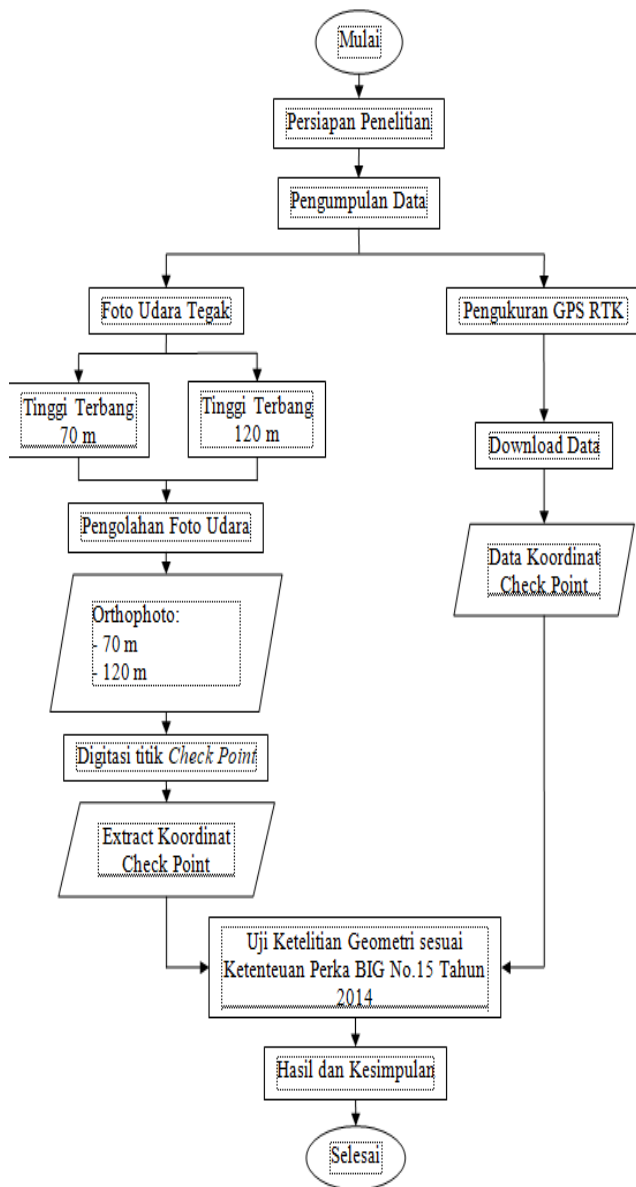 Mulai
Persiapan Penelitian
Pengumpulan Data
Foto Udara Tegak
Pengukuran GPS RTK
Tinggi Terbang
70 m
Tinggi Terbang
120 m
Download Data
Pengolahan Foto Udara
Data Koordinat
Check Point
Orthophoto:
- 70 m
- 120 m
Digitasi titik Check Point
Extract Koordinat
Check Point
Uji Ketelitian Geometri sesuai
Ketenteuan Perka BIG No.15 Tahun
2014
Hasil dan Kesimpulan
Selesai